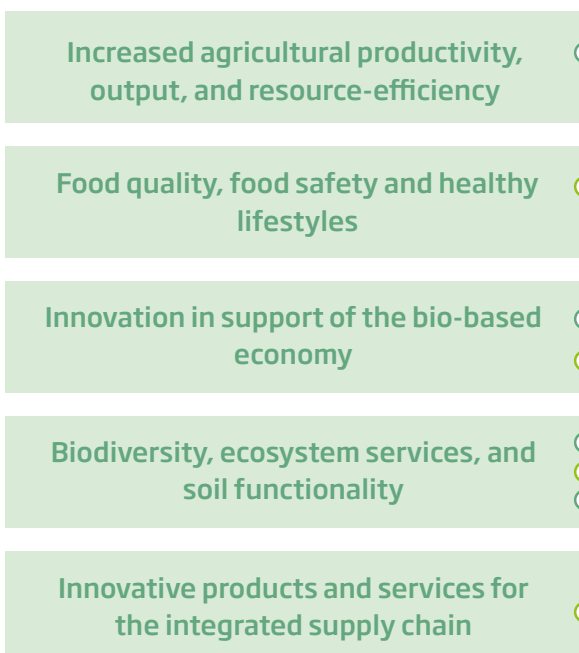 Increased agricultural productivity,
output, and resource-efficiency
Food quality, food safety and healthy
lifestyles
Innovation in support of the bio-based
economy
Biodiversity, ecosystem services, and
soil functionality
Innovative products and services for
the integrated supply chain